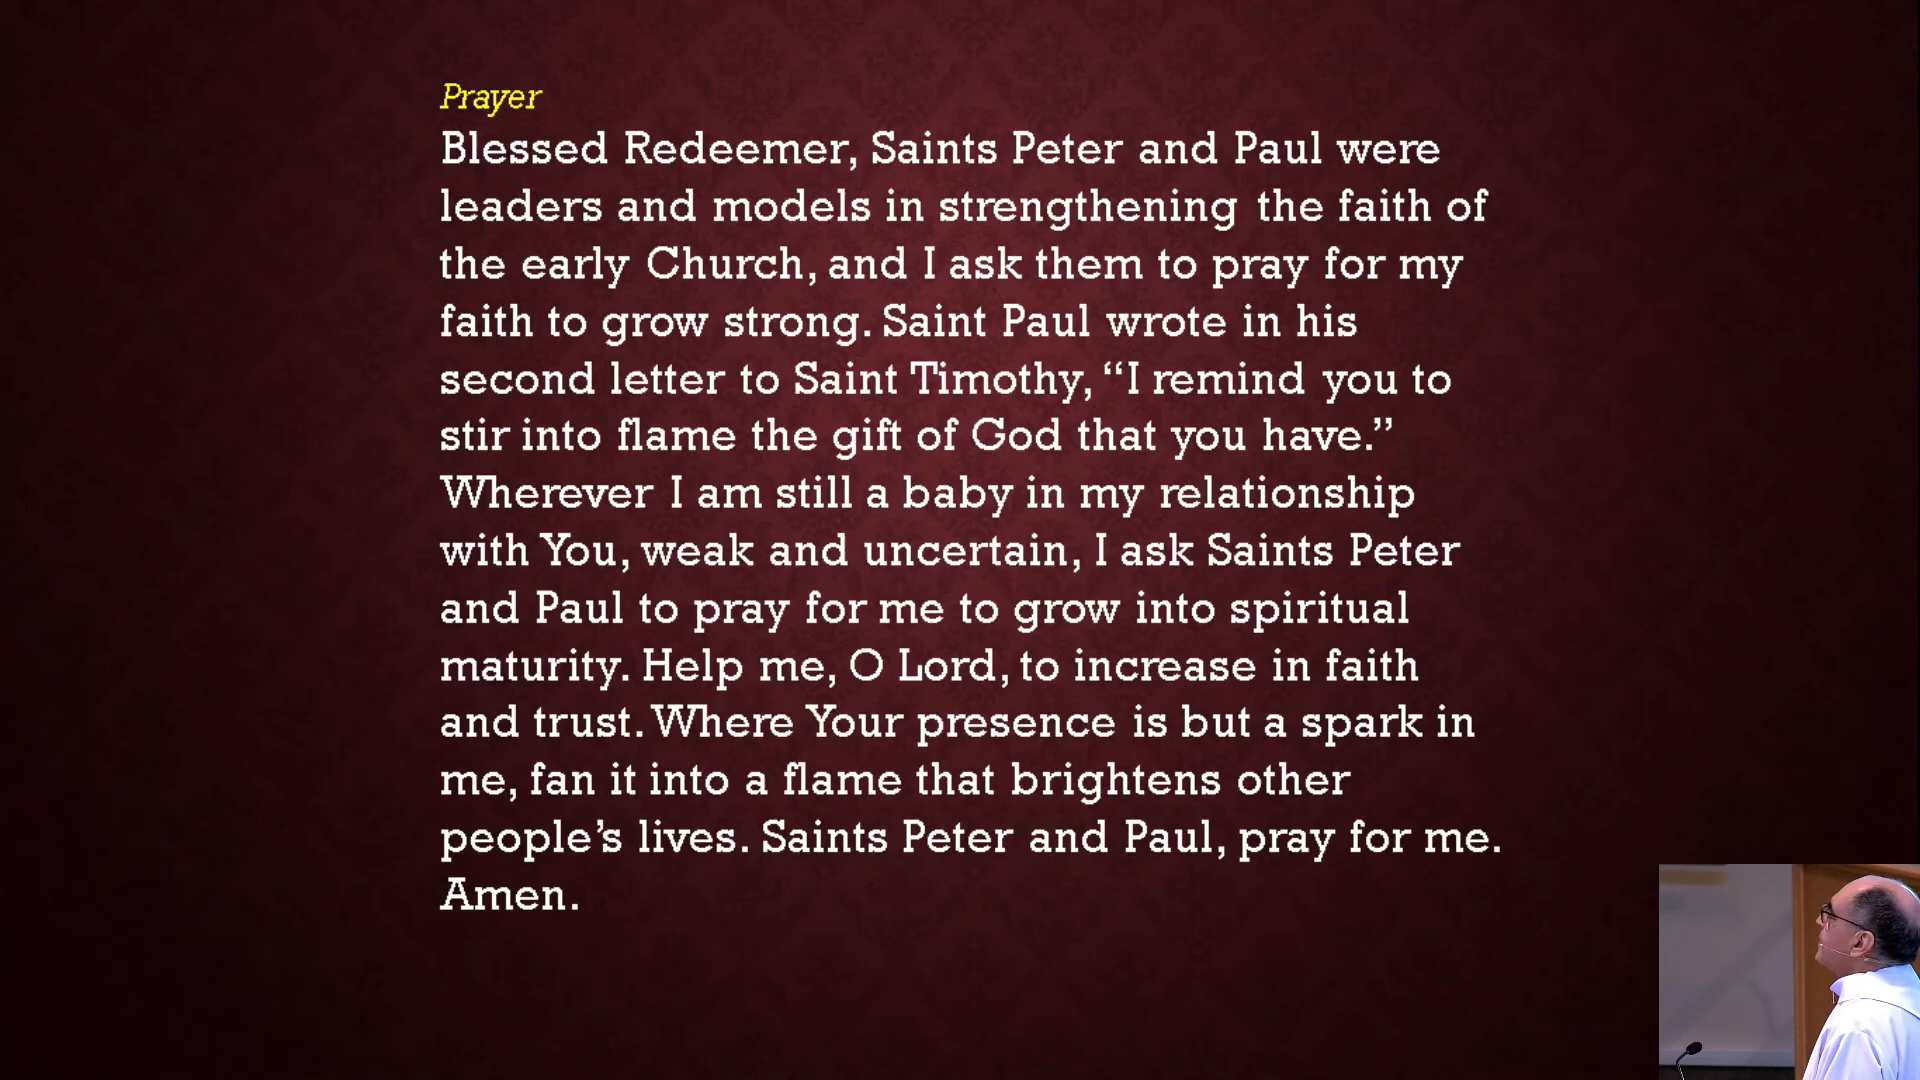 Prayer
Blessed Redeemer, Saints Peter and Paul were
leaders and models in strengthening the faith of
the early Church, and I ask them to pray for my
faith to grow strong. Saint Paul wrote in his
second letter to Saint Timothy, “I remind you to
stir into flame the gift of God that you have.”
Wherever I am still a baby in my relationship
with You, weak and uncertain, I ask Saints Peter
and Paul to pray for me to grow into spiritual
maturity. Help me, O Lord, to increase in faith
and trust. Where Your presence is but a spark in
me, fan it into a flame that brightens other
people’s lives. Saints Peter and Paul, pray for me.
Amen.